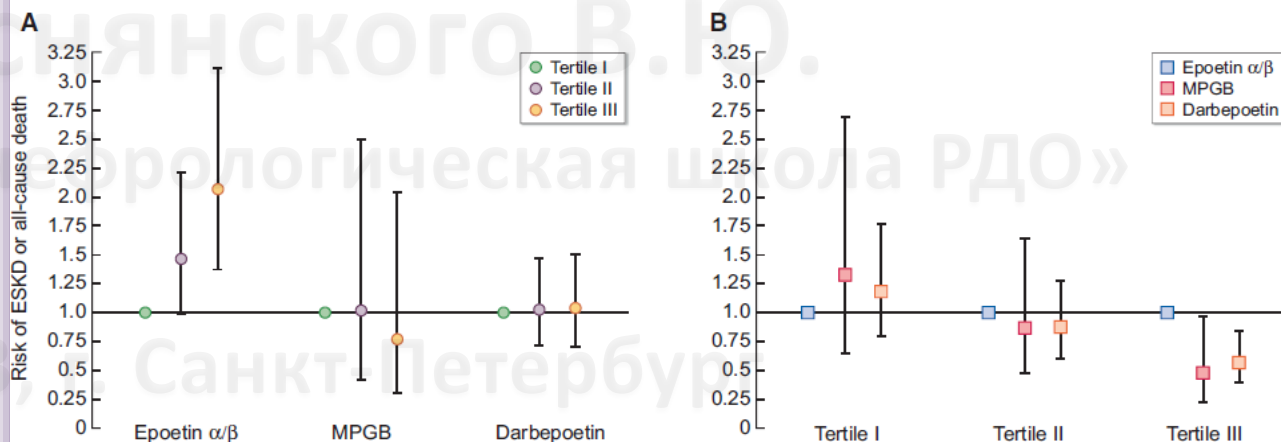 A
Risk of ESKD or all-cause death
3.25
3.0
2.75
2.5
2.25
2.0
1.75
1.5
1.25
1.0
0.75
0.5
0.25
0
Tertile I
Tertile II
Tertile III
Epoetin α/β
MPGB
Darbepoetin
B
3.25
3.0
2.75
2.5
2.25
2.0
1.75
1.5
1.25
1.0
0.75
0.5
0.25
0
Epoetin α/β
MPGB
Darbepoetin
Tertile I
Tertile II
Tertile III
снянского В.Ю.
ефрологическая школа РДО»
г. Санкт-Петербург